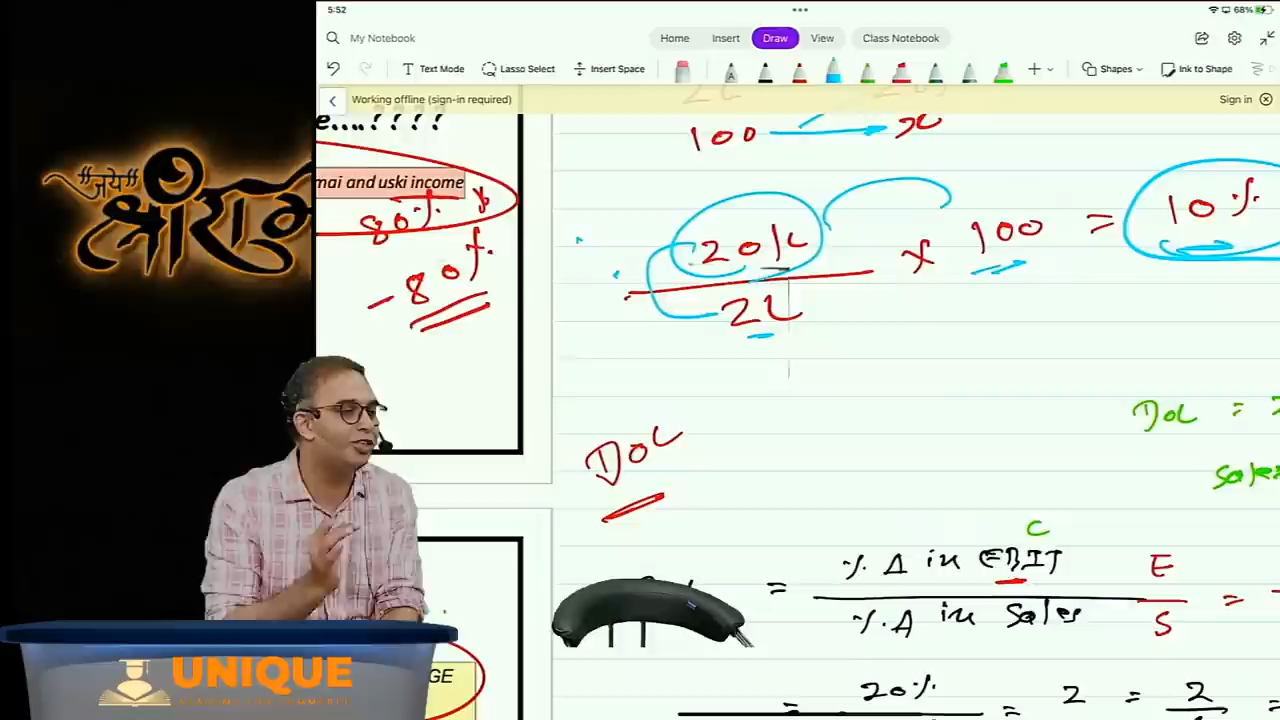 5:52
68%
My Notebook
Home Insert Draw View Class Notebook
Text Mode Lasso Select Insert Space Shapes Ink to Shape
Working offline (sign-in required) Sign in
e....????
100
mai and uski income
80%
- 80%
"जय"
श्रीराम
20k
2L
× 100 = 10%
DOL =
Sales
DOL
= % Δ in EBIT
% Δ in Sales
C
E
S
=
UNIQUE
GE
= 20% = 2 = 2 =